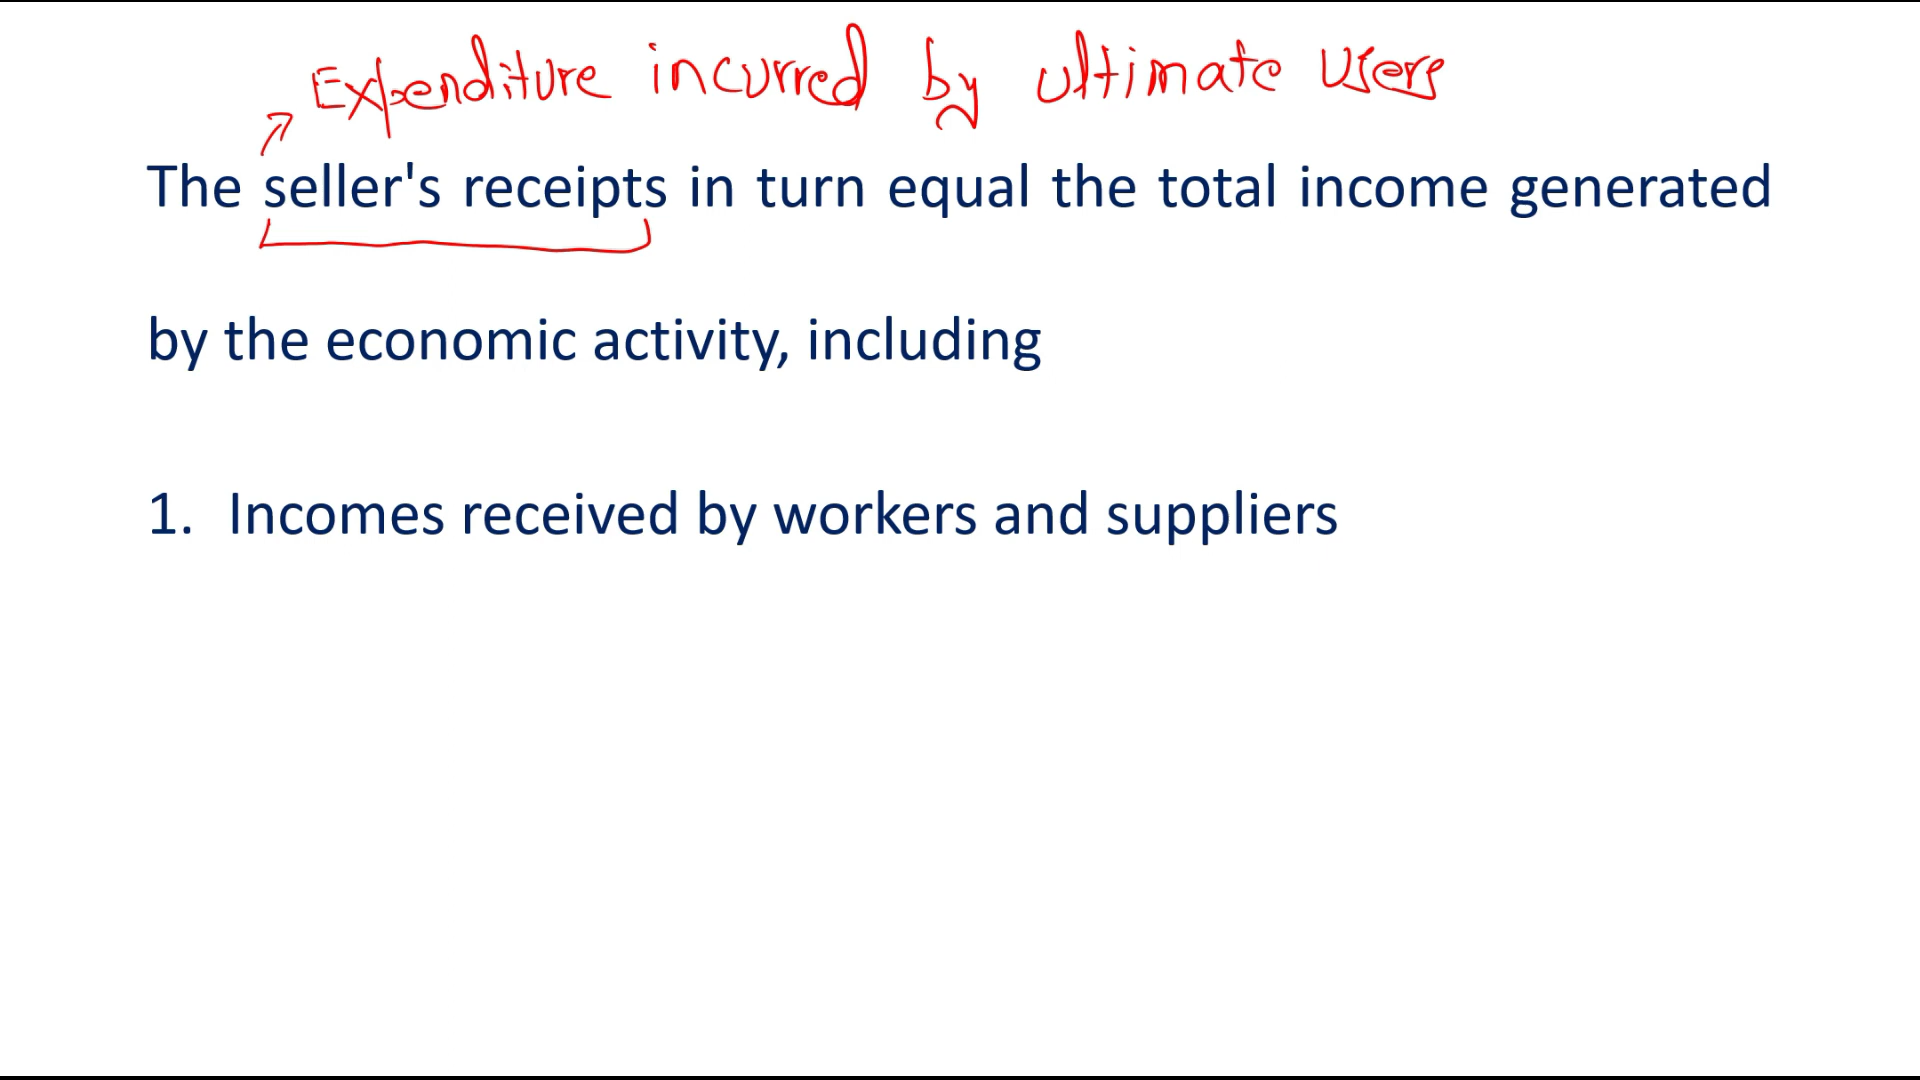 Expenditure incurred by ultimate users
The seller's receipts in turn equal the total income generated
by the economic activity, including
1. Incomes received by workers and suppliers